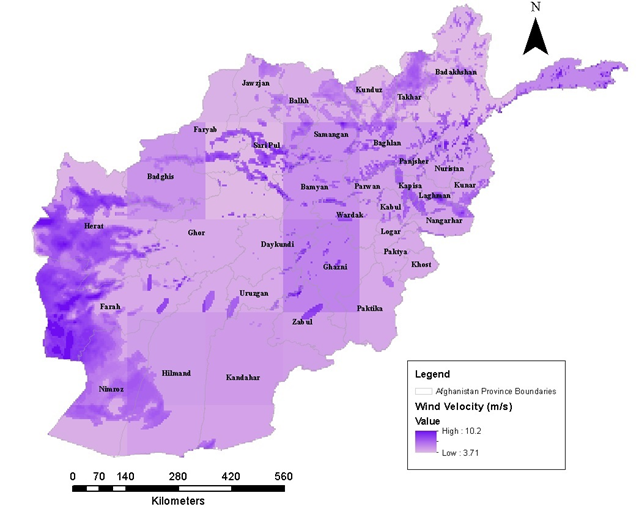 N
Badakhshan
Jawzjan
Kunduz
Takhar
Balkh
Faryab
Samangan
Sari Pul
Baghlan
Panjsher
Nuristan
Badghis
Bamyan
Parwan
Kapisa
Kunar
Laghman
Kabul
Wardak
Nangarhar
Herat
Ghor
Logar
Daykundi
Paktya
Ghazni
Khost
Uruzgan
Farah
Paktika
Zabul
Hilmand
Kandahar
Nimroz
Legend
Afghanistan Province Boundaries
Wind Velocity (m/s)
Value
High : 10.2
Low : 3.71
0 70 140 280 420 560
Kilometers